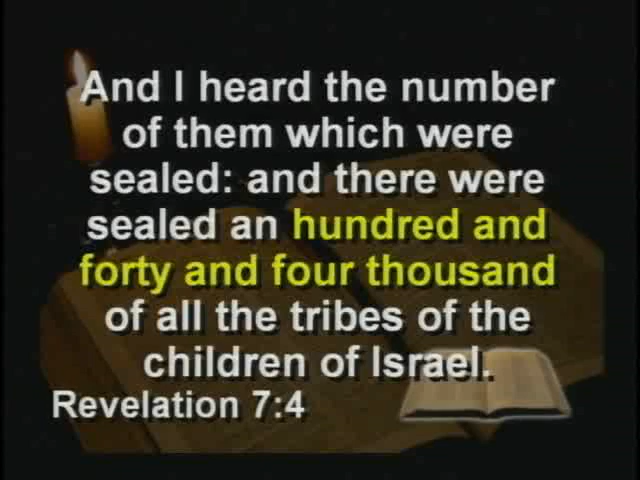 And I heard the number
of them which were
sealed: and there were
sealed an hundred and
forty and four thousand
of all the tribes of the
children of Israel.
Revelation 7:4